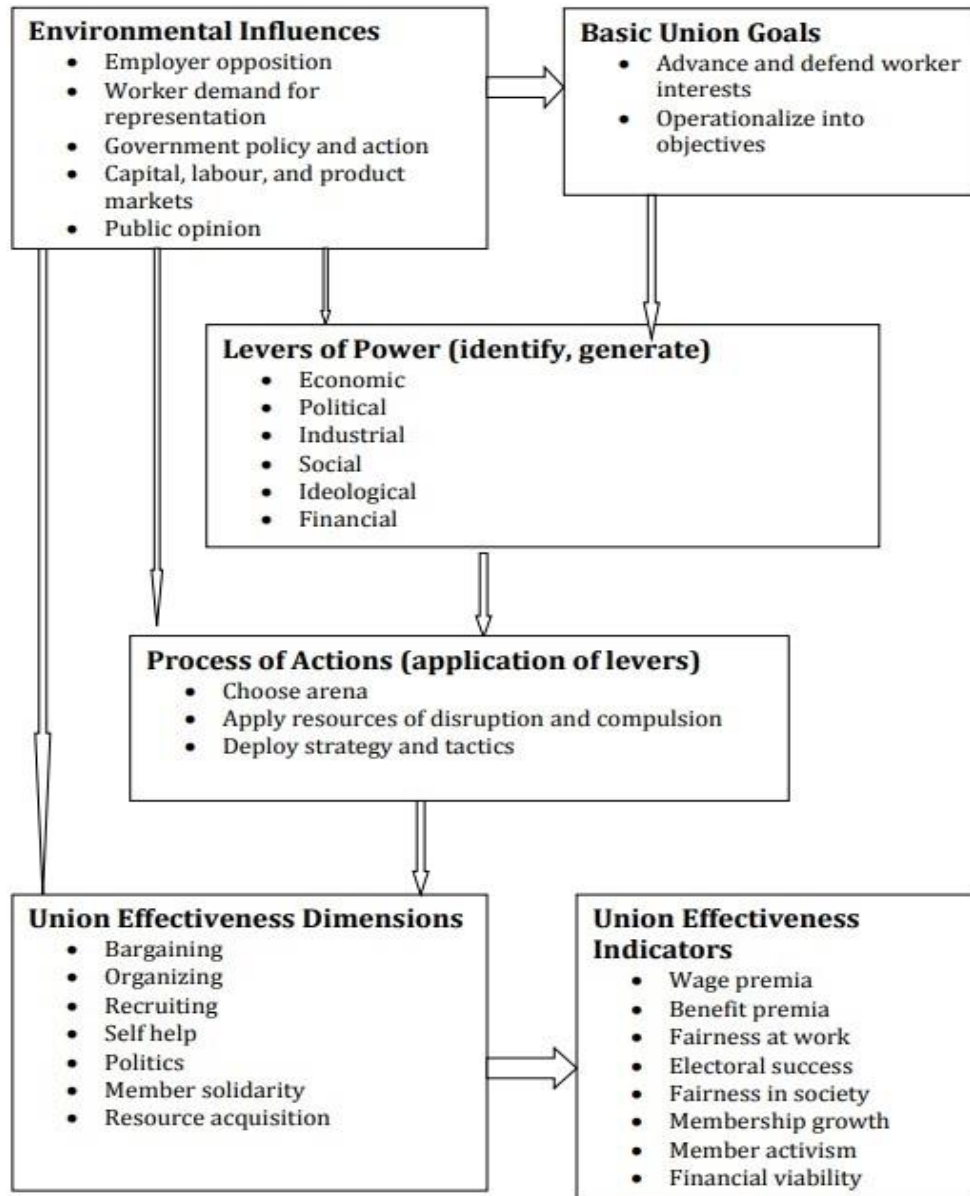 Environmental Influences
• Employer opposition
• Worker demand for
representation
• Government policy and action
• Capital, labour, and product
markets
• Public opinion
Basic Union Goals
• Advance and defend worker
interests
• Operationalize into
objectives
Levers of Power (identify, generate)
• Economic
• Political
• Industrial
• Social
• Ideological
• Financial
Process of Actions (application of levers)
• Choose arena
• Apply resources of disruption and compulsion
• Deploy strategy and tactics
Union Effectiveness Dimensions
• Bargaining
• Organizing
• Recruiting
• Self help
• Politics
• Member solidarity
• Resource acquisition
Union Effectiveness
Indicators
• Wage premia
• Benefit premia
• Fairness at work
• Electoral success
• Fairness in society
• Membership growth
• Member activism
• Financial viability